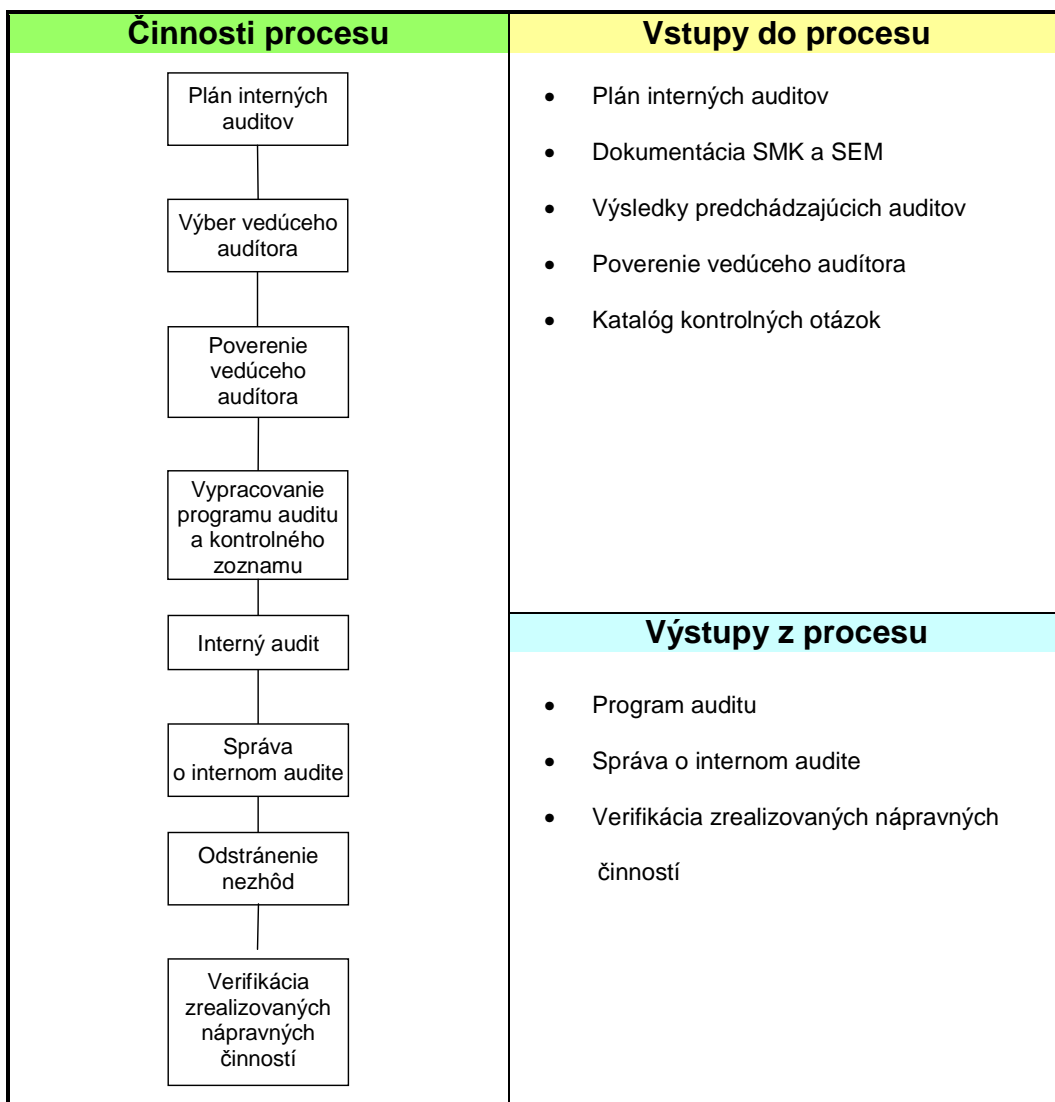 Činnosti procesu
Plán interných
audítov
Výber vedúceho
audítora
Poverenie
vedúceho
audítora
Vypracovanie
programu auditu
a kontrolného
zoznamu
Interný audit
Správa
o internom audite
Odstránenie
nezhôd
Verifikácia
zrealizovaných
nápravných
činností
Vstupy do procesu
• Plán interných auditov
• Dokumentácia SMK a SEM
• Výsledky predchádzajúcich auditov
• Poverenie vedúceho audítora
• Katalóg kontrolných otázok
Výstupy z procesu
• Program auditu
• Správa o internom audite
• Verifikácia zrealizovaných nápravných
činností